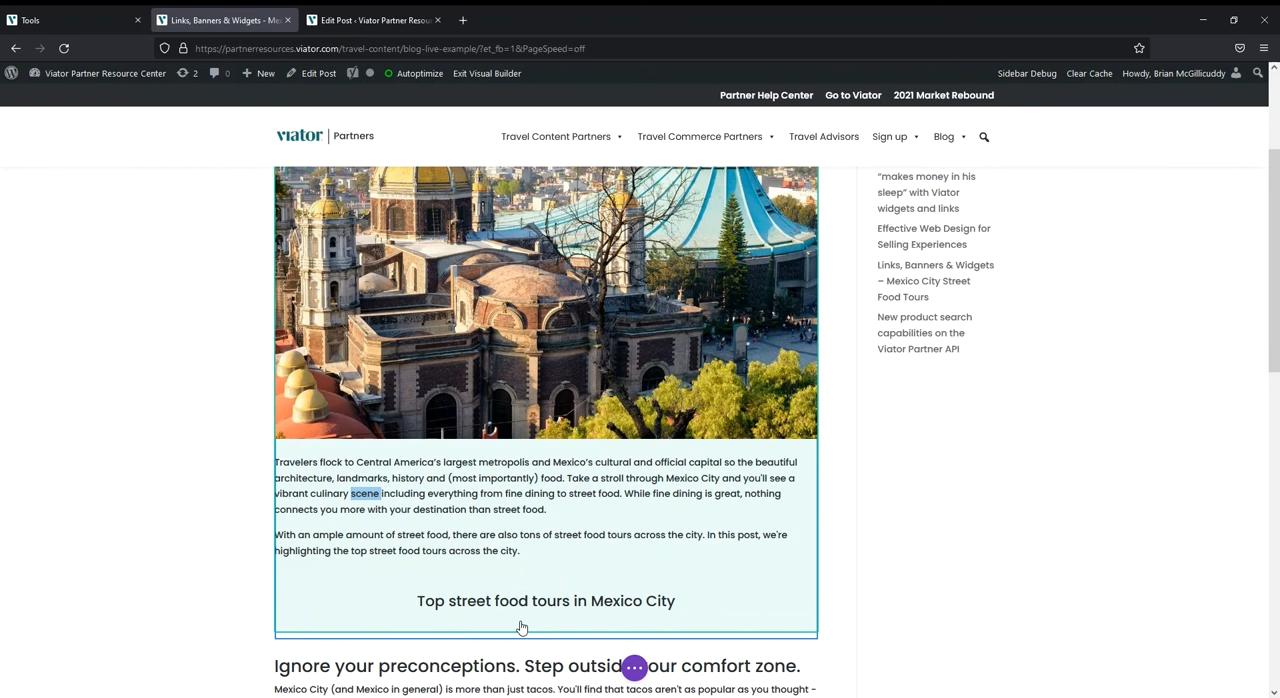 Tools
Links, Banners & Widgets - Me
Edit Post ‹ Viator Partner Resour
https://partnerresources.viator.com/travel-content/blog-live-example/?et_fb=1&PageSpeed=off
Viator Partner Resource Center 2 0 New Edit Post Autoptimize Exit Visual Builder Sidebar Debug Clear Cache Howdy, Brian McGillicuddy
Partner Help Center Go to Viator 2021 Market Rebound
viator | Partners Travel Content Partners Travel Commerce Partners Travel Advisors Sign up Blog
“makes money in his
sleep” with Viator
widgets and links
Effective Web Design for
Selling Experiences
Links, Banners & Widgets
– Mexico City Street
Food Tours
New product search
capabilities on the
Viator Partner API
Travelers flock to Central America’s largest metropolis and Mexico’s cultural and official capital so the beautiful
architecture, landmarks, history and (most importantly) food. Take a stroll through Mexico City and you’ll see a
vibrant culinary scene including everything from fine dining to street food. While fine dining is great, nothing
connects you more with your destination than street food.
With an ample amount of street food, there are also tons of street food tours across the city. In this post, we’re
highlighting the top street food tours across the city.
Top street food tours in Mexico City
Ignore your preconceptions. Step outsid our comfort zone.
Mexico City (and Mexico in general) is more than just tacos. You’ll find that tacos aren’t as popular as you thought –